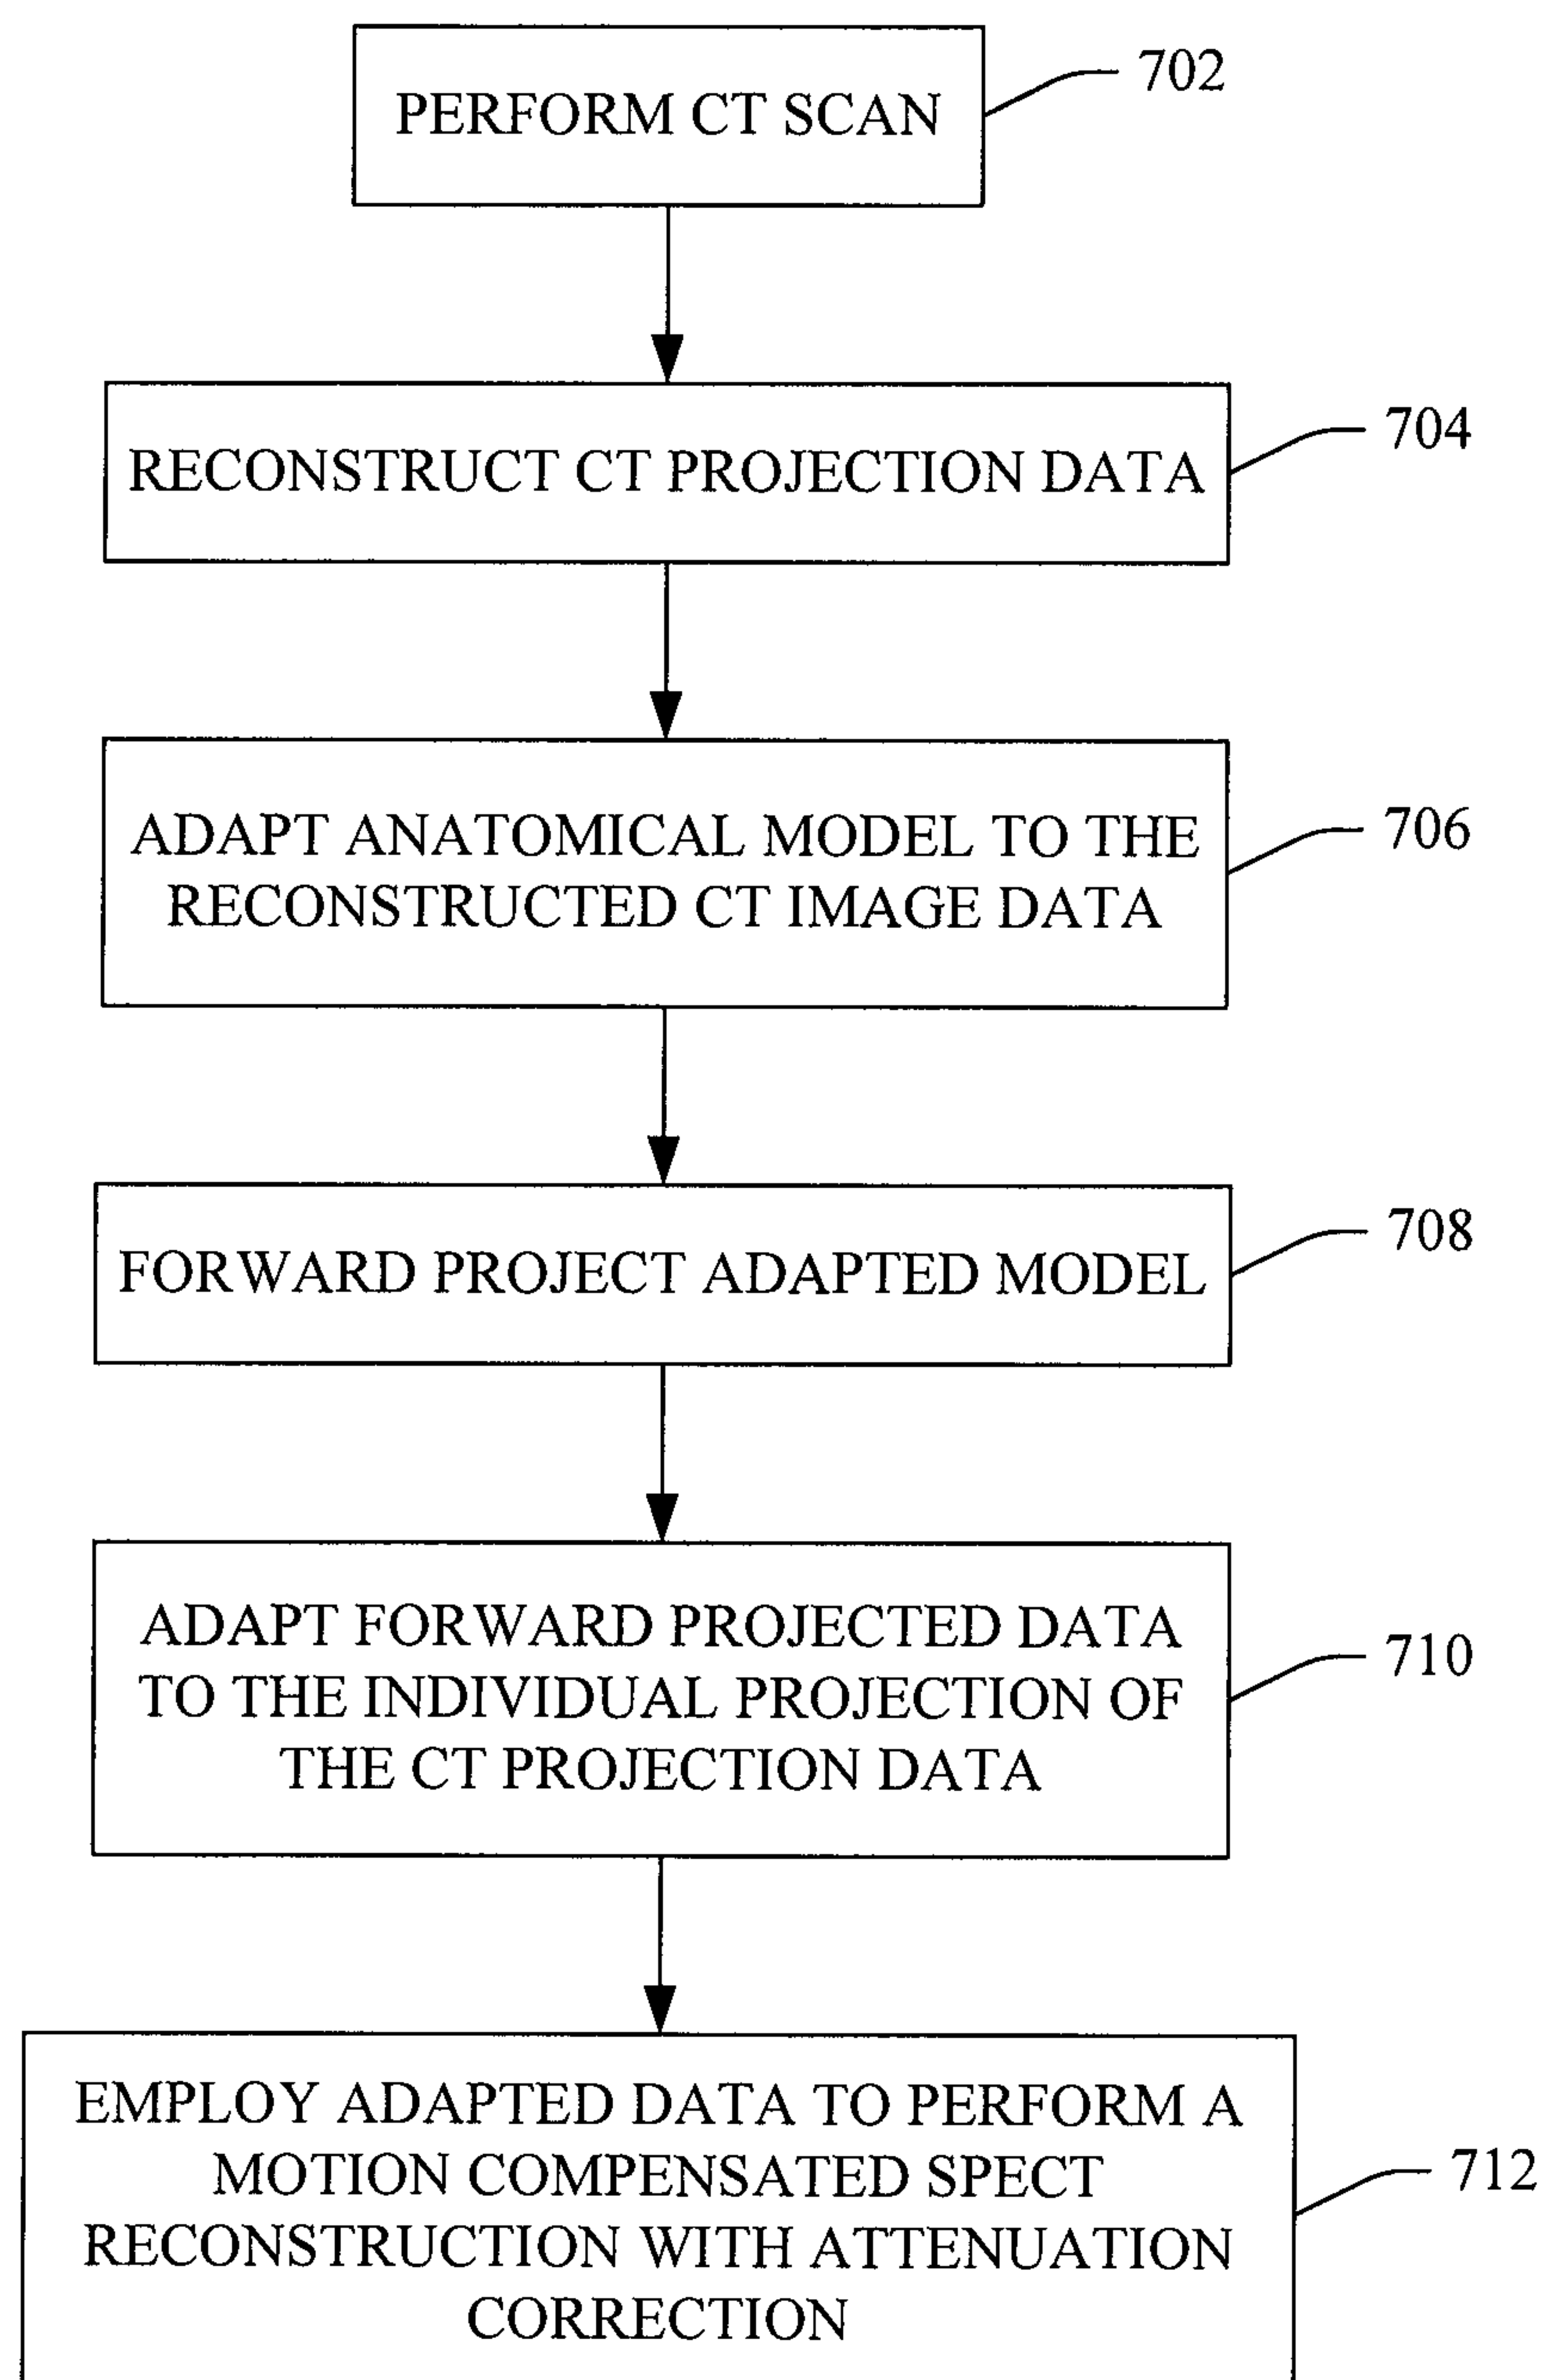 PERFORM CT SCAN
702
RECONSTRUCT CT PROJECTION DATA
704
ADAPT ANATOMICAL MODEL TO THE
RECONSTRUCTED CT IMAGE DATA
706
FORWARD PROJECT ADAPTED MODEL
708
ADAPT FORWARD PROJECTED DATA
TO THE INDIVIDUAL PROJECTION OF
THE CT PROJECTION DATA
710
EMPLOY ADAPTED DATA TO PERFORM A
MOTION COMPENSATED SPECT
RECONSTRUCTION WITH ATTENUATION
CORRECTION
712